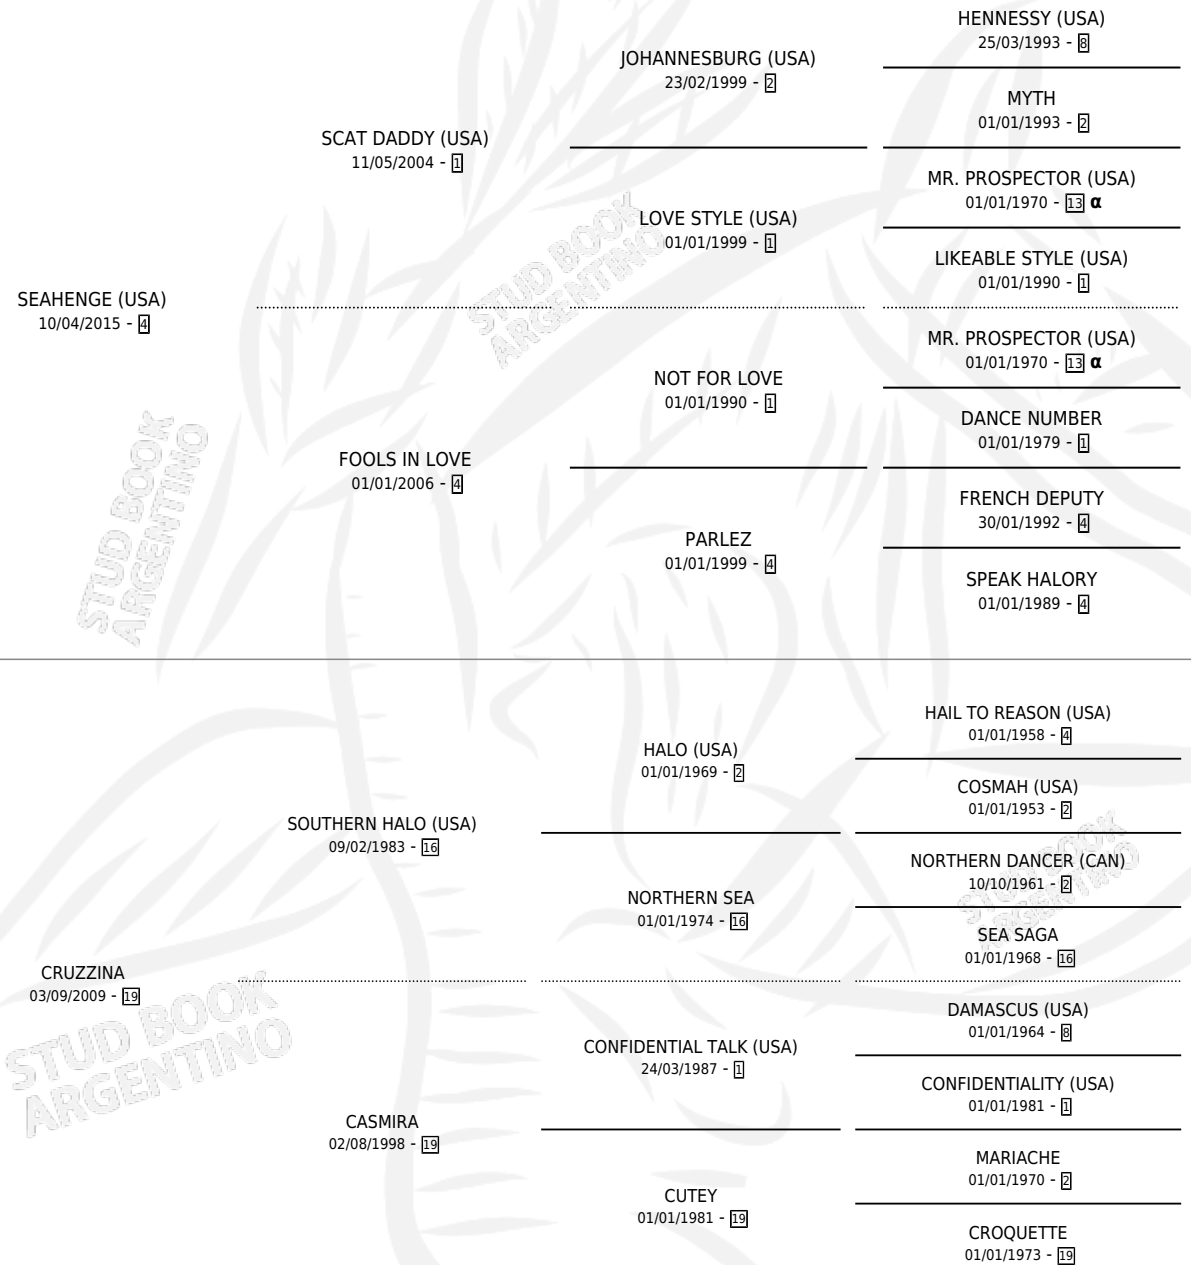 HENNESSY (USA)
25/03/1993 - 8
JOHANNESBURG (USA)
23/02/1999 - 2
MYTH
01/01/1993 - 2
SCAT DADDY (USA)
11/05/2004 - 1
MR. PROSPECTOR (USA)
01/01/1970 - 13 α
LOVE STYLE (USA)
01/01/1999 - 1
LIKEABLE STYLE (USA)
01/01/1990 - 1
STUD BOOK
ARGENTINO
SEAHENGE (USA)
10/04/2015 - 4
MR. PROSPECTOR (USA)
01/01/1970 - 13 α
NOT FOR LOVE
01/01/1990 - 1
DANCE NUMBER
01/01/1979 - 1
FOOLS IN LOVE
01/01/2006 - 4
FRENCH DEPUTY
30/01/1992 - 4
PARLEZ
01/01/1999 - 4
SPEAK HALORY
01/01/1989 - 4
STUD BOOK
ARGENTINO
HAIL TO REASON (USA)
01/01/1958 - 4
HALO (USA)
01/01/1969 - 2
COSMAH (USA)
01/01/1953 - 2
SOUTHERN HALO (USA)
09/02/1983 - 16
NORTHERN DANCER (CAN)
10/10/1961 - 2
STUD BOOK
ARGENTINO
NORTHERN SEA
01/01/1974 - 16
SEA SAGA
01/01/1968 - 16
CRUZZINA
03/09/2009 - 19
STUD BOOK
ARGENTINO
DAMASCUS (USA)
01/01/1964 - 8
CONFIDENTIAL TALK (USA)
24/03/1987 - 1
CONFIDENTIALITY (USA)
01/01/1981 - 1
CASMIRA
02/08/1998 - 19
MARIACHE
01/01/1970 - 2
CUTEY
01/01/1981 - 19
CROQUETTE
01/01/1973 - 19